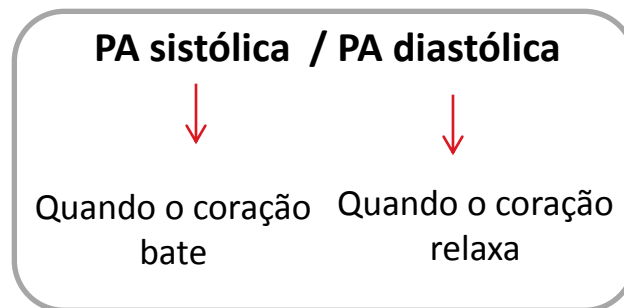 PA sistólica / PA diastólica
Quando o coração
bate
Quando o coração
relaxa